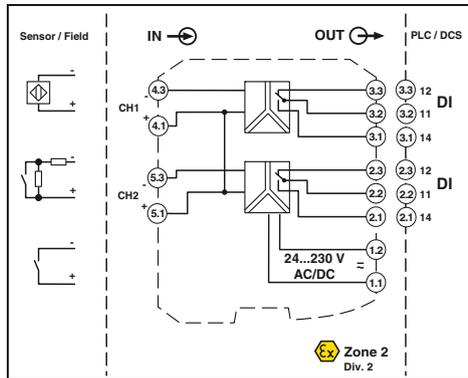 Sensor / Field
IN
OUT
PLC / DCS
-
+
-
+
-
+
4.3
-
CH1
+
4.1
5.3
-
CH2
+
5.1
3.3
3.2
3.1
2.3
2.2
2.1
1.2
1.1
24...230 V
AC/DC
3.3 12
3.2 11
3.1 14
DI
2.3 12
2.2 11
2.1 14
DI
Ex Zone 2
Div. 2